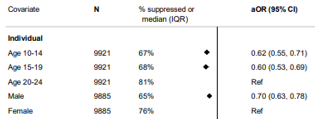 Covariate N % suppressed or median (IQR) aOR (95% CI)
Individual
Age 10-14 9921 67% 0.62 (0.55, 0.71)
Age 15-19 9921 68% 0.60 (0.53, 0.69)
Age 20-24 9921 81% Ref
Male 9885 65% 0.70 (0.63, 0.78)
Female 9885 76% Ref